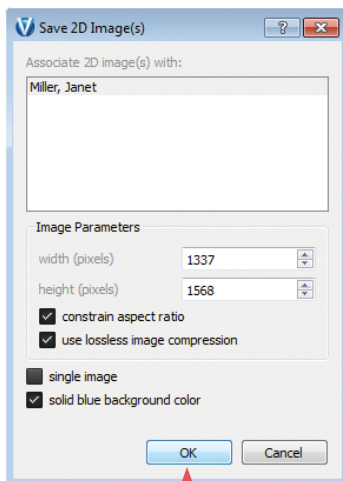 Save 2D Image(s)
Associate 2D image(s) with:
Miller, Janet
Image Parameters
width (pixels) 1337
height (pixels) 1568
constrain aspect ratio
use lossless image compression
single image
solid blue background color
OK Cancel